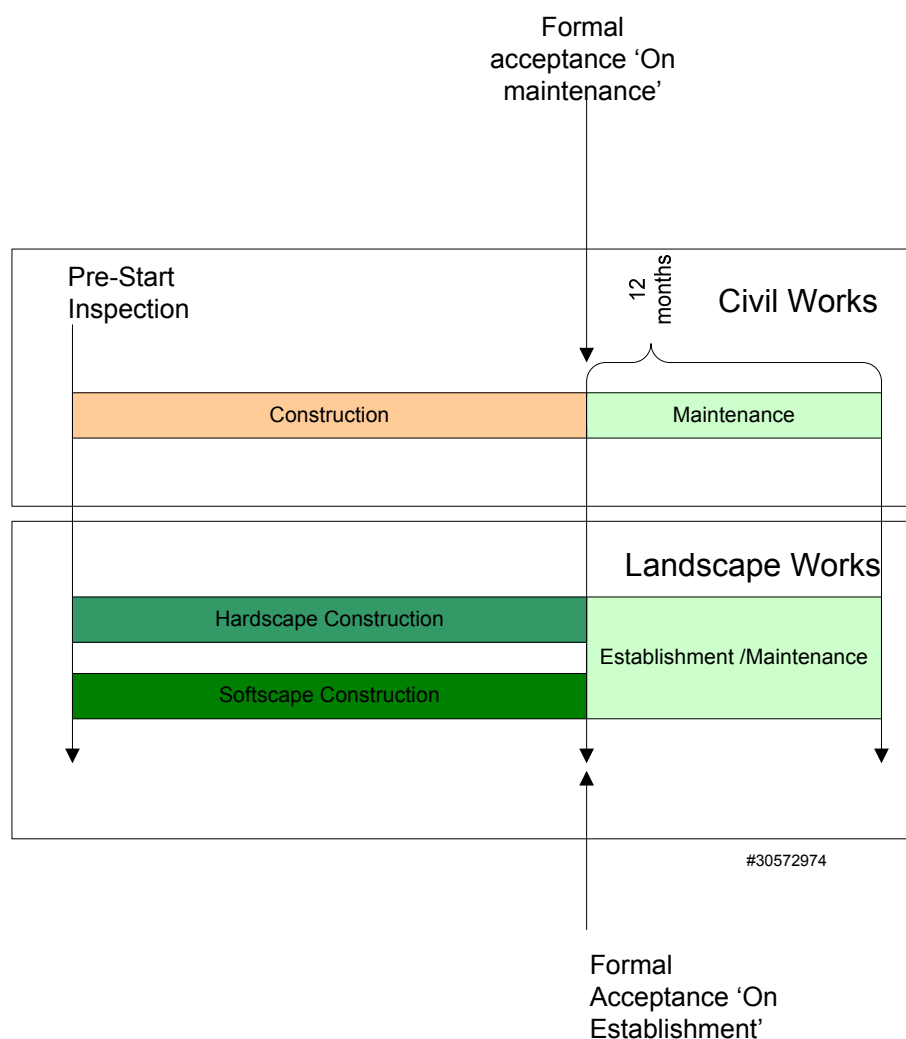 Formal
acceptance ‘On
maintenance’
Pre-Start
Inspection
12
months
Civil Works
Construction
Maintenance
Landscape Works
Hardscape Construction
Establishment /Maintenance
Softscape Construction
#30572974
Formal
Acceptance ‘On
Establishment’